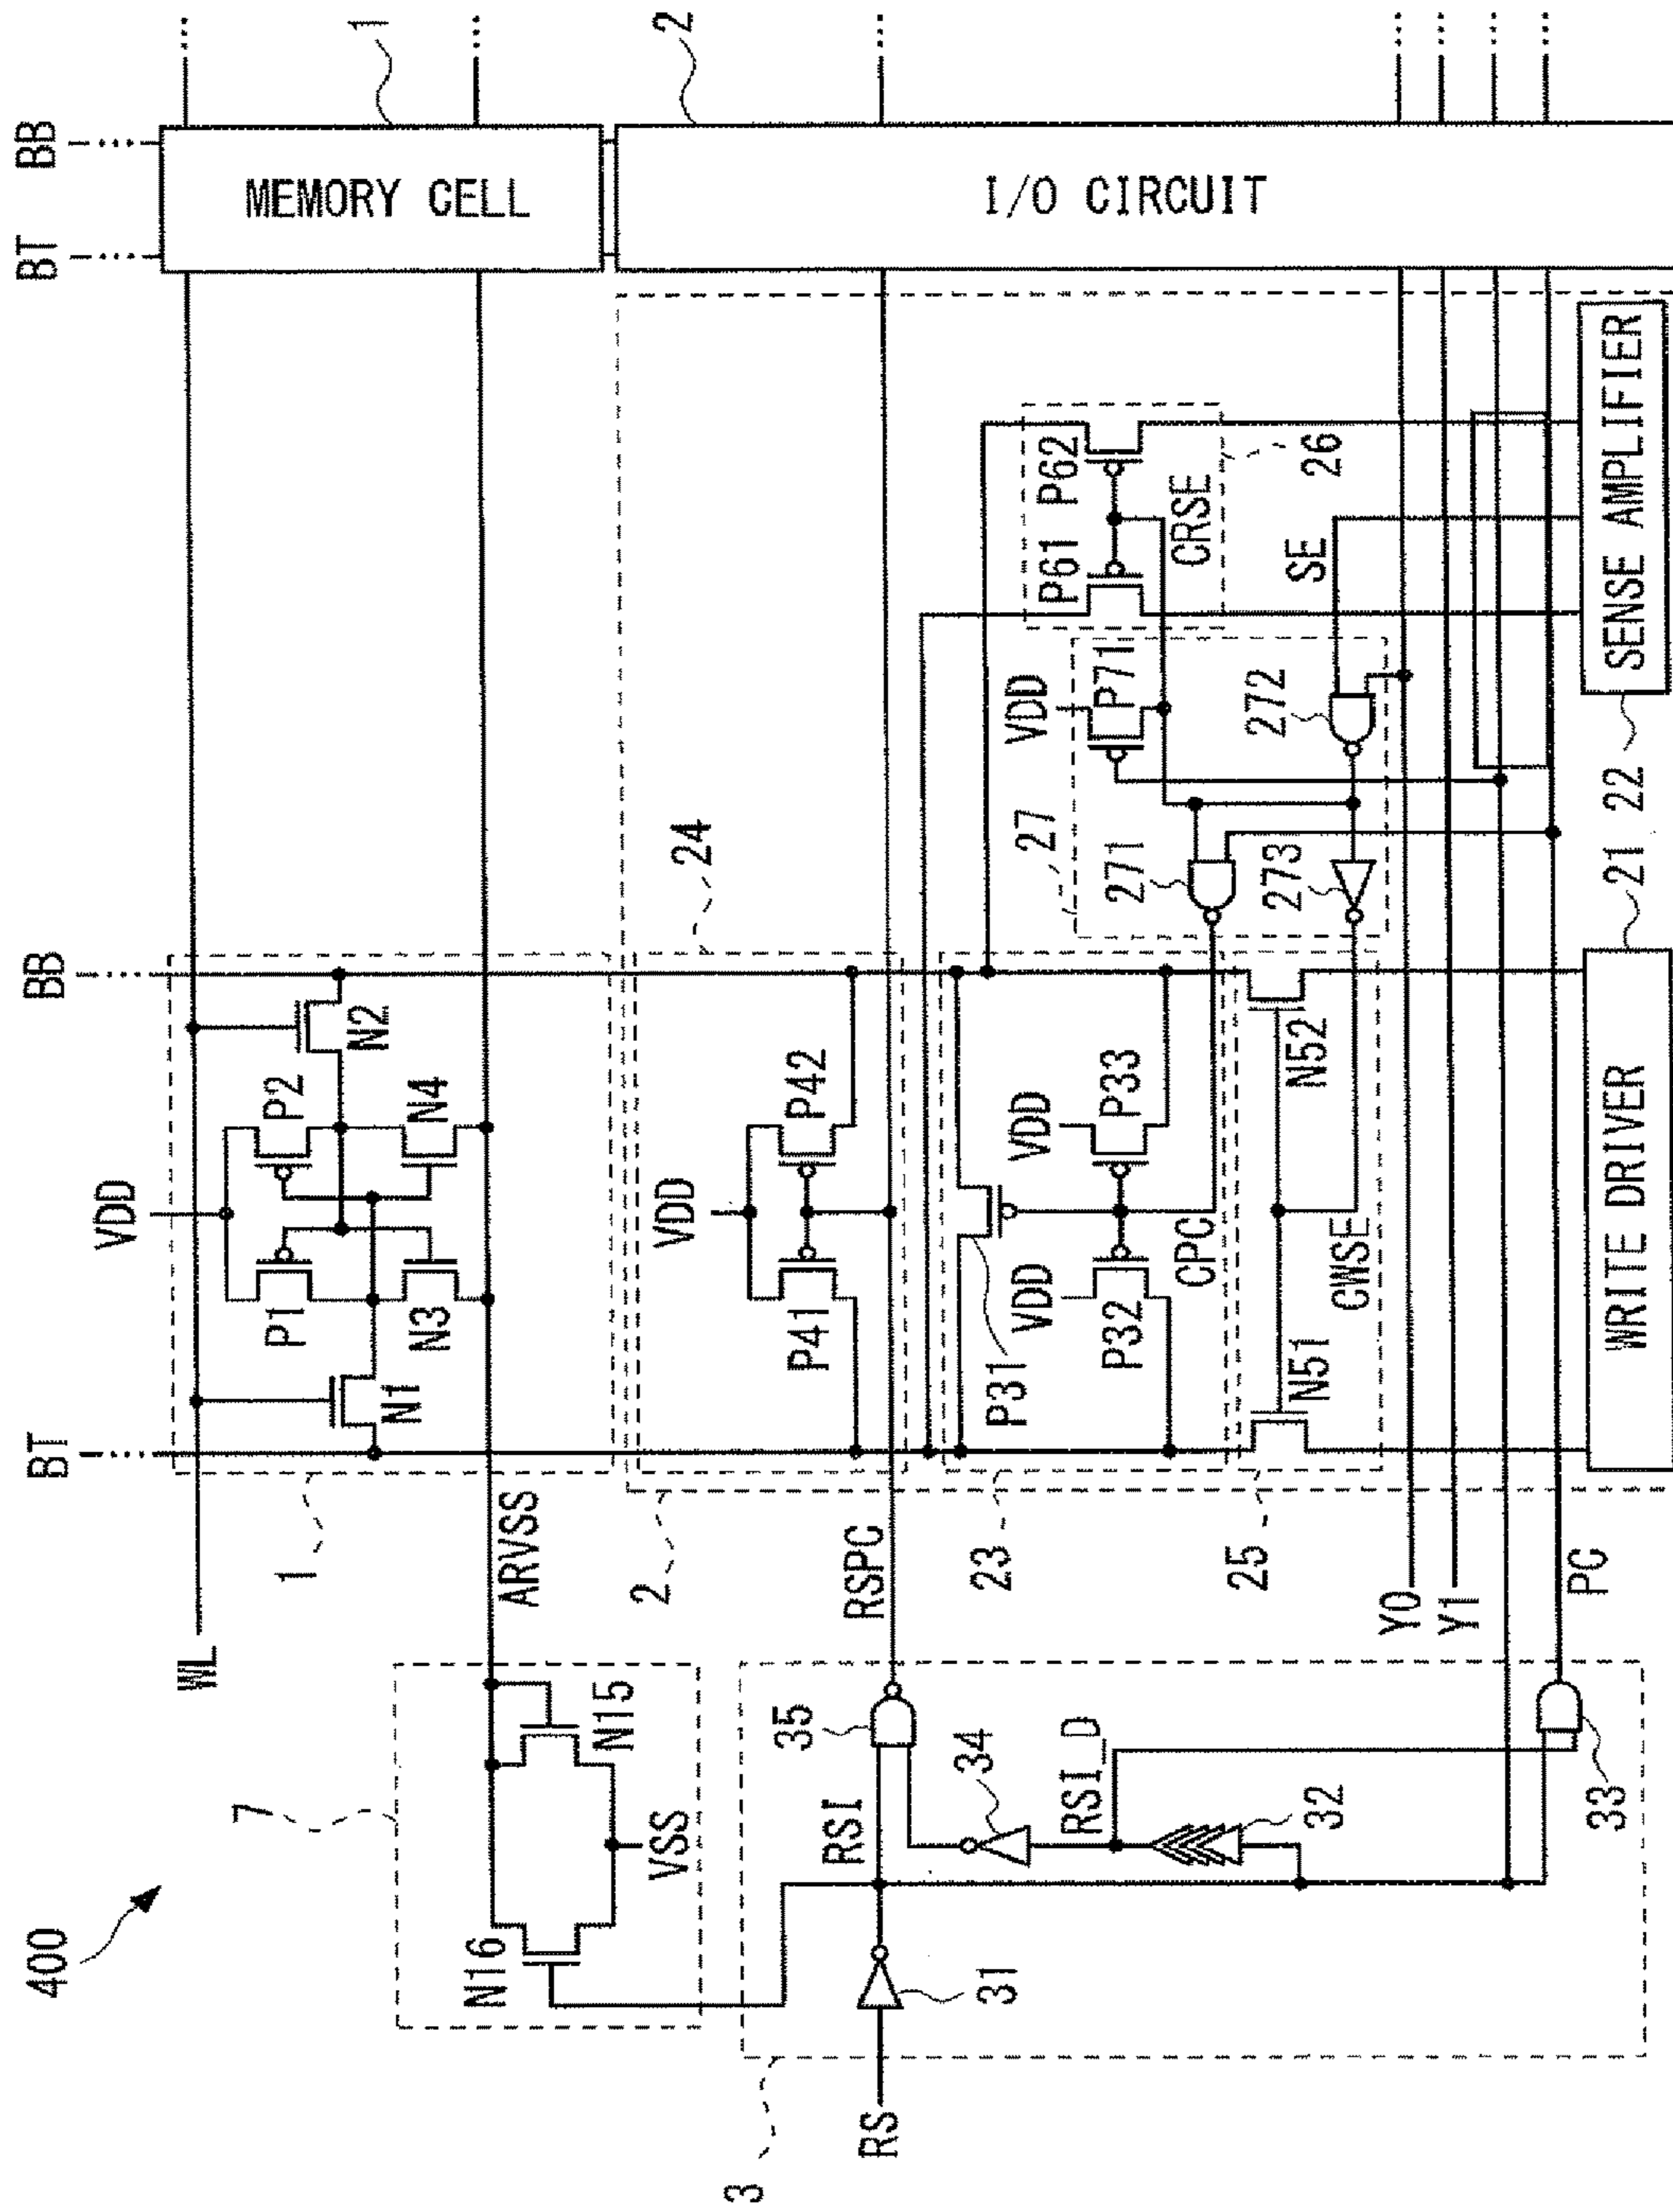 400
WL
BT
BB
BT
BB
VDD
N1
P1
P2
N2
N3
N4
1
MEMORY CELL
1
7
N16
N15
VSS
ARVSS
2
24
VDD
P41
P42
RSPC
I/O CIRCUIT
2
3
RS
31
RSI
35
34
RSI_D
32
33
PC
Y0
Y1
23
P31
VDD
VDD
P32
P33
CPC
25
N51
N52
CWSE
27
271
273
272
VDD
P71
P61
P62
CRSE
26
SE
WRITE DRIVER
21
22
SENSE AMPLIFIER